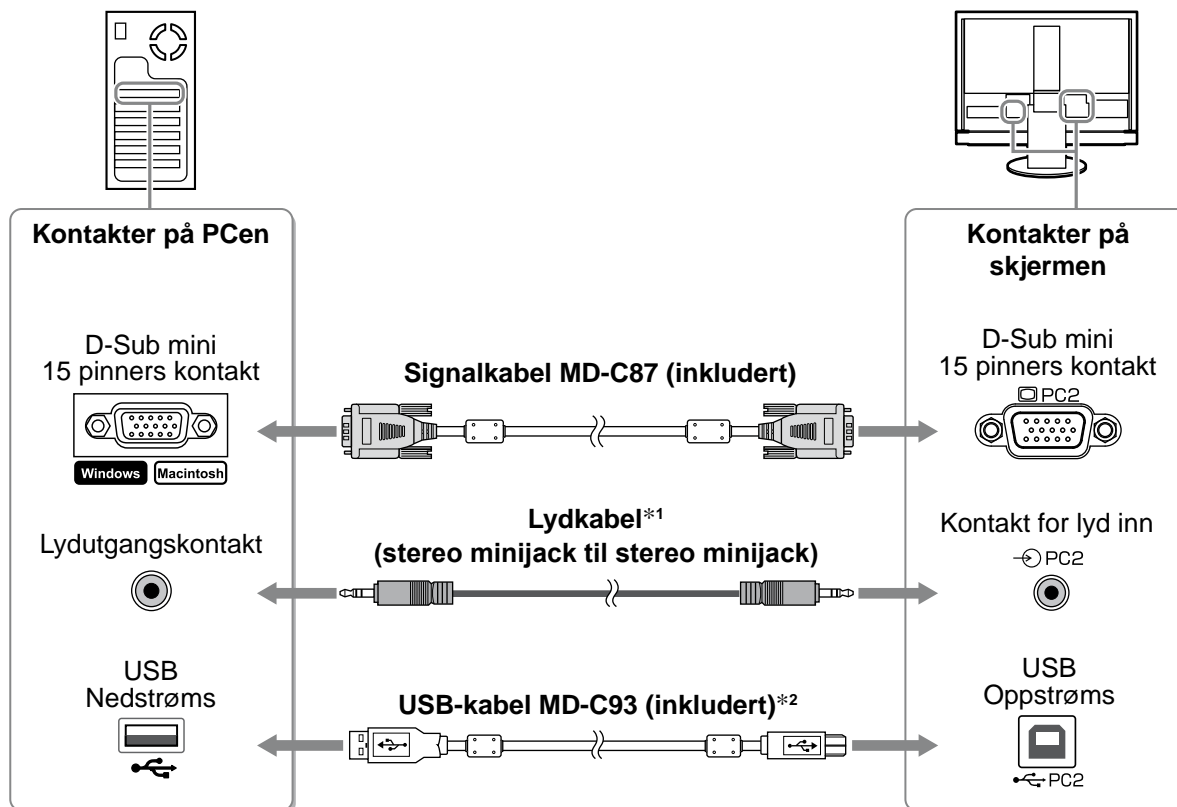 Kontakter på PCen
Kontakter på
skjermen
D-Sub mini
15 pinners kontakt
Windows Macintosh
Signalkabel MD-C87 (inkludert)
D-Sub mini
15 pinners kontakt
PC2
Lydutgangskontakt
Lydkabel*1
(stereo minijack til stereo minijack)
Kontakt for lyd inn
PC2
USB
Nedstrøms
USB-kabel MD-C93 (inkludert)*2
USB
Oppstrøms
PC2